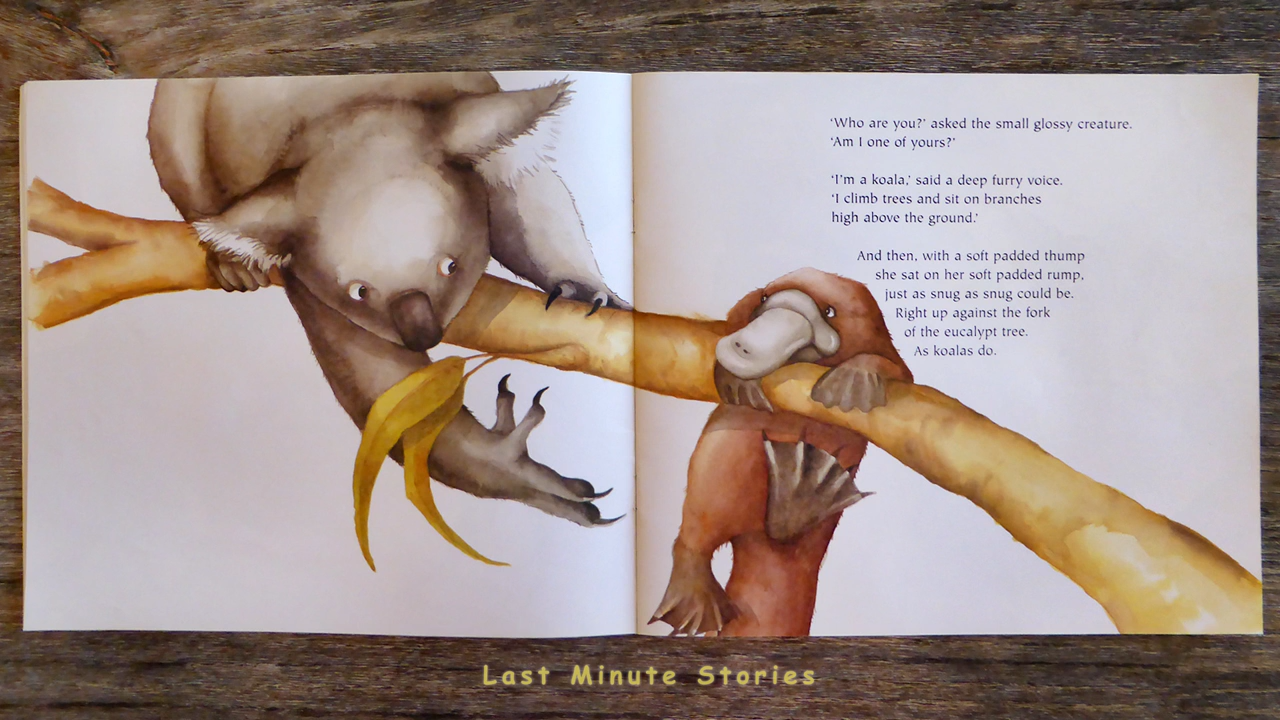 ‘Who are you?’ asked the small glossy creature.
‘Am I one of yours?’
‘I’m a koala,’ said a deep furry voice.
‘I climb trees and sit on branches
high above the ground.’
And then, with a soft padded thump
she sat on her soft padded rump,
just as snug as snug could be.
Right up against the fork
of the eucalypt tree.
As koalas do.
Last Minute Stories